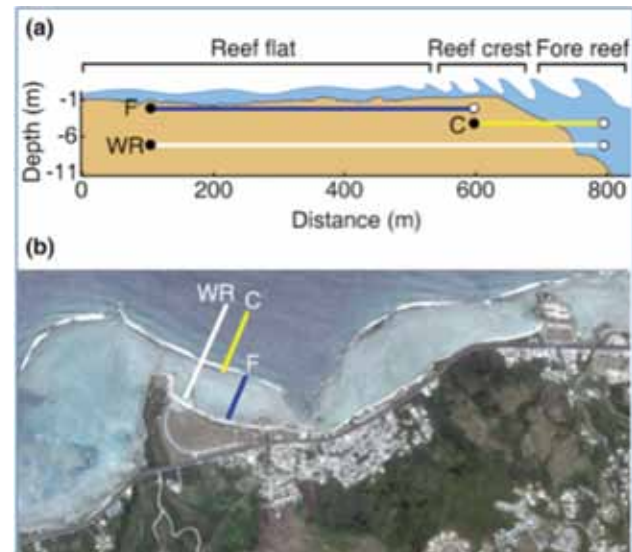 (a)
Reef flat Reef crest Fore reef
-1
F
C
-6
WR
-11
Depth (m)
0 200 400 600 800
Distance (m)
(b)
WR
C
F